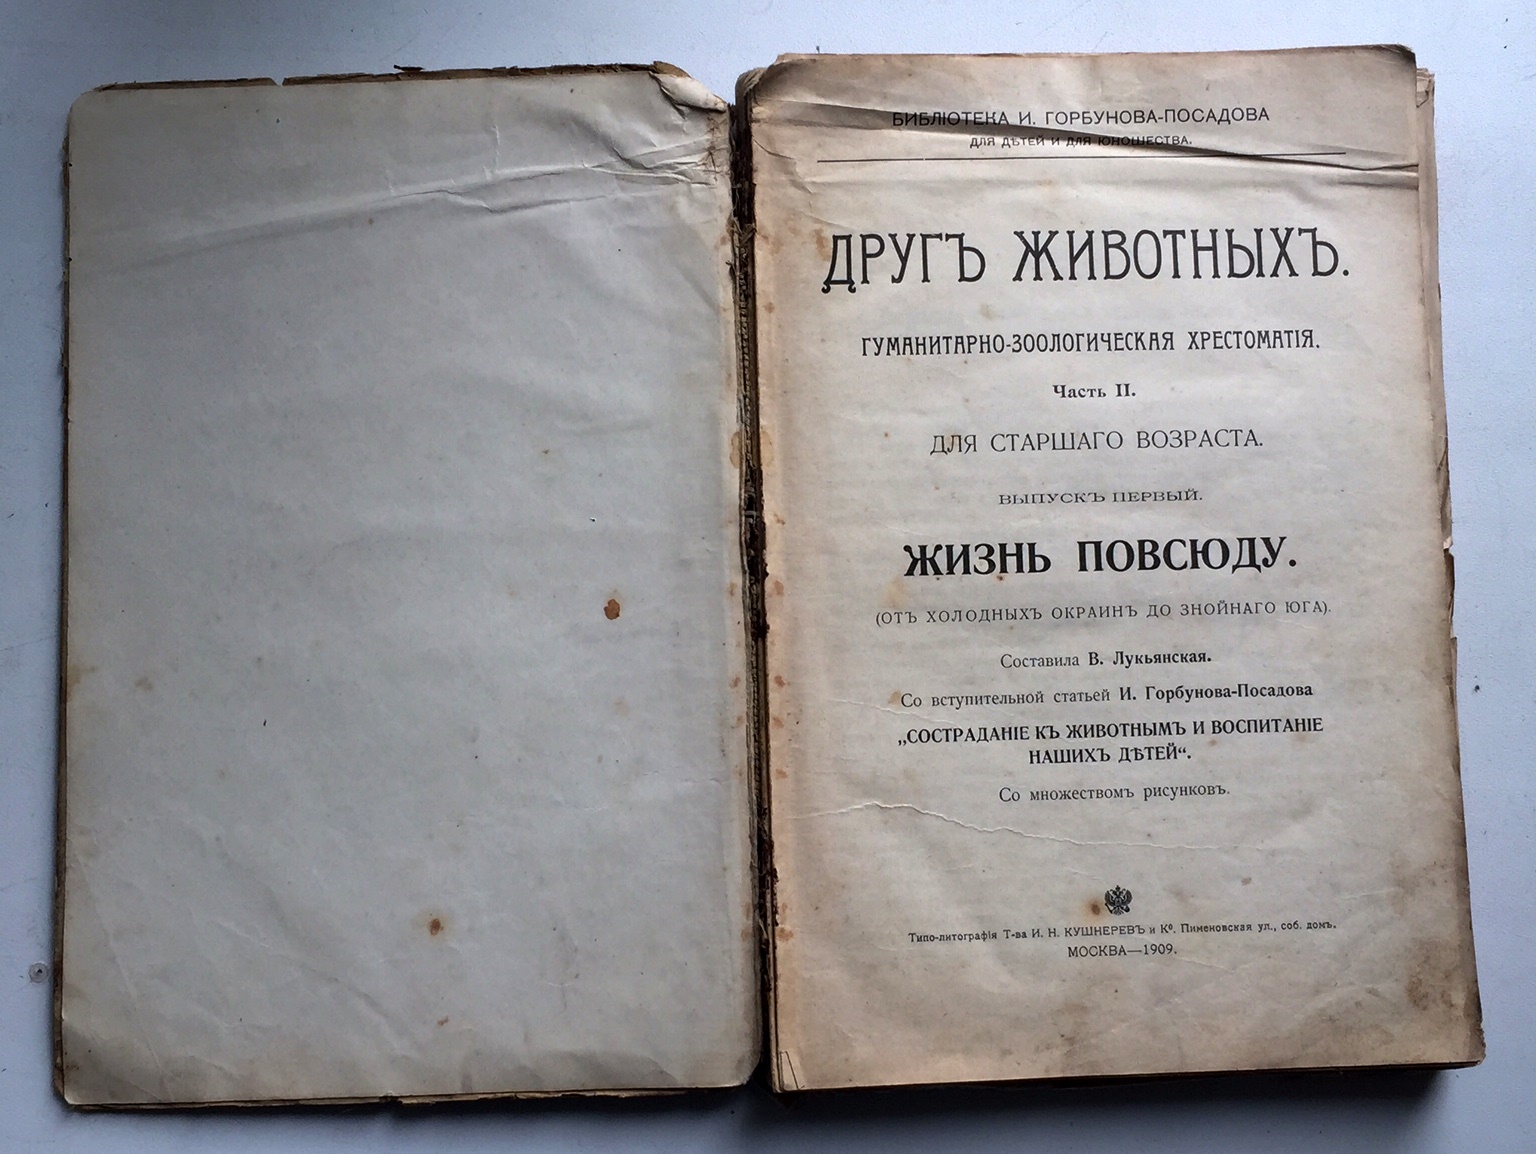 БИБЛІОТЕКА И. ГОРБУНОВА-ПОСАДОВА
ДЛЯ ДѢТЕЙ И ДЛЯ ЮНОШЕСТВА.
ДРУГЪ ЖИВОТНЫХЪ.
ГУМАНИТАРНО-ЗООЛОГИЧЕСКАЯ ХРЕСТОМАТІЯ.
Часть II.
ДЛЯ СТАРШАГО ВОЗРАСТА.
ВЫПУСКЪ ПЕРВЫЙ.
ЖИЗНЬ ПОВСЮДУ.
(ОТЪ ХОЛОДНЫХЪ ОКРАИНЪ ДО ЗНОЙНАГО ЮГА).
Составила В. Лукьянская.
Со вступительной статьей И. Горбунова-Посадова
„СОСТРАДАНІЕ КЪ ЖИВОТНЫМЪ И ВОСПИТАНІЕ
НАШИХЪ ДѢТЕЙ“.
Со множествомъ рисунковъ.
Типо-литографія Т-ва И. Н. КУШНЕРЕВЪ и Кº. Пименовская ул., соб. домъ.
МОСКВА—1909.